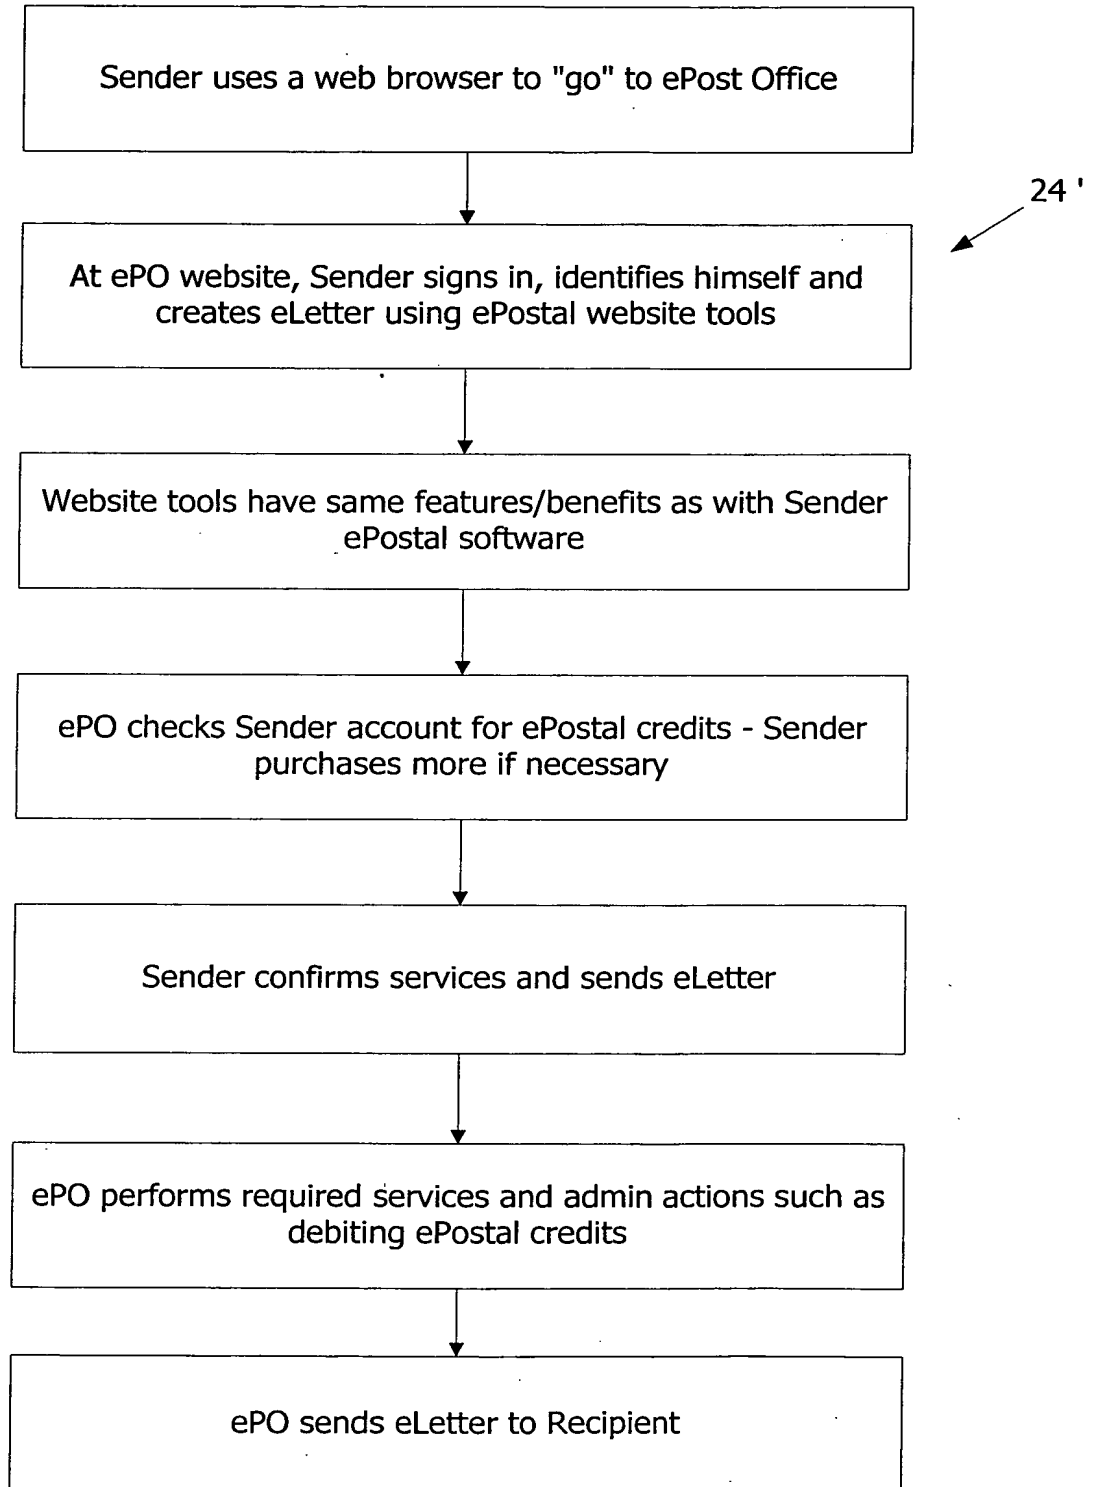 Sender uses a web browser to "go" to ePost Office
24 '
At ePO website, Sender signs in, identifies himself and
creates eLetter using ePostal website tools
Website tools have same features/benefits as with Sender
ePostal software
ePO checks Sender account for ePostal credits - Sender
purchases more if necessary
Sender confirms services and sends eLetter
ePO performs required services and admin actions such as
debiting ePostal credits
ePO sends eLetter to Recipient